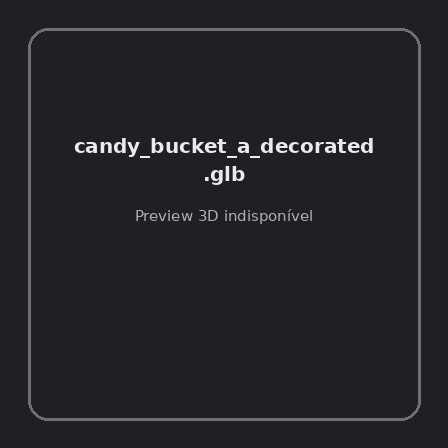 candy_bucket_a_decorated
.glb
Preview 3D indisponível